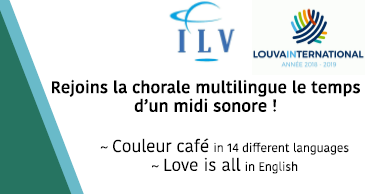 ILV
LOUVAINTERNATIONAL
ANNÉE 2018 - 2019
Rejoins la chorale multilingue le temps
d'un midi sonore !
~ Couleur café in 14 different languages
~ Love is all in English